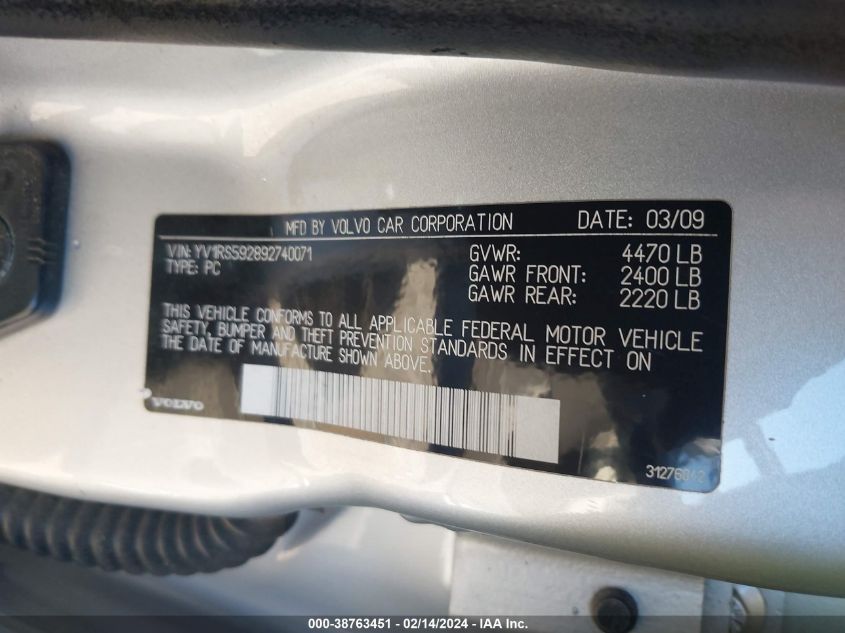 MFD BY VOLVO CAR CORPORATION DATE: 03/09
VIN: YV1RS592892740071
TYPE: PC
GVWR: 4470 LB
GAWR FRONT: 2400 LB
GAWR REAR: 2220 LB
THIS VEHICLE CONFORMS TO ALL APPLICABLE FEDERAL MOTOR VEHICLE
SAFETY, BUMPER AND THEFT PREVENTION STANDARDS IN EFFECT ON
THE DATE OF MANUFACTURE SHOWN ABOVE.
VOLVO
000-38763451 - 02/14/2024 - IAA Inc.